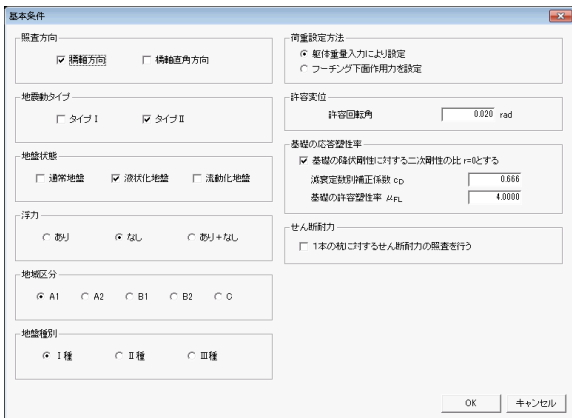 基本条件
照査方向
橋軸方向 橋軸直角方向
地震動タイプ
タイプⅠ タイプⅡ
地盤状態
通常地盤 液状化地盤 流動化地盤
浮力
あり なし あり+なし
地域区分
A1 A2 B1 B2 C
地盤種別
Ⅰ種 Ⅱ種 Ⅲ種
荷重設定方法
躯体重量入力により設定
フーチング下面作用力を設定
許容変位
許容回転角 0.020 rad
基礎の応答塑性率
基礎の降伏剛性に対する二次剛性の比 r=0とする
減衰定数別補正係数 cD 0.666
基礎の許容塑性率 μFL 4.0000
せん断耐力
1本の杭に対するせん断耐力の照査を行う
OK キャンセル